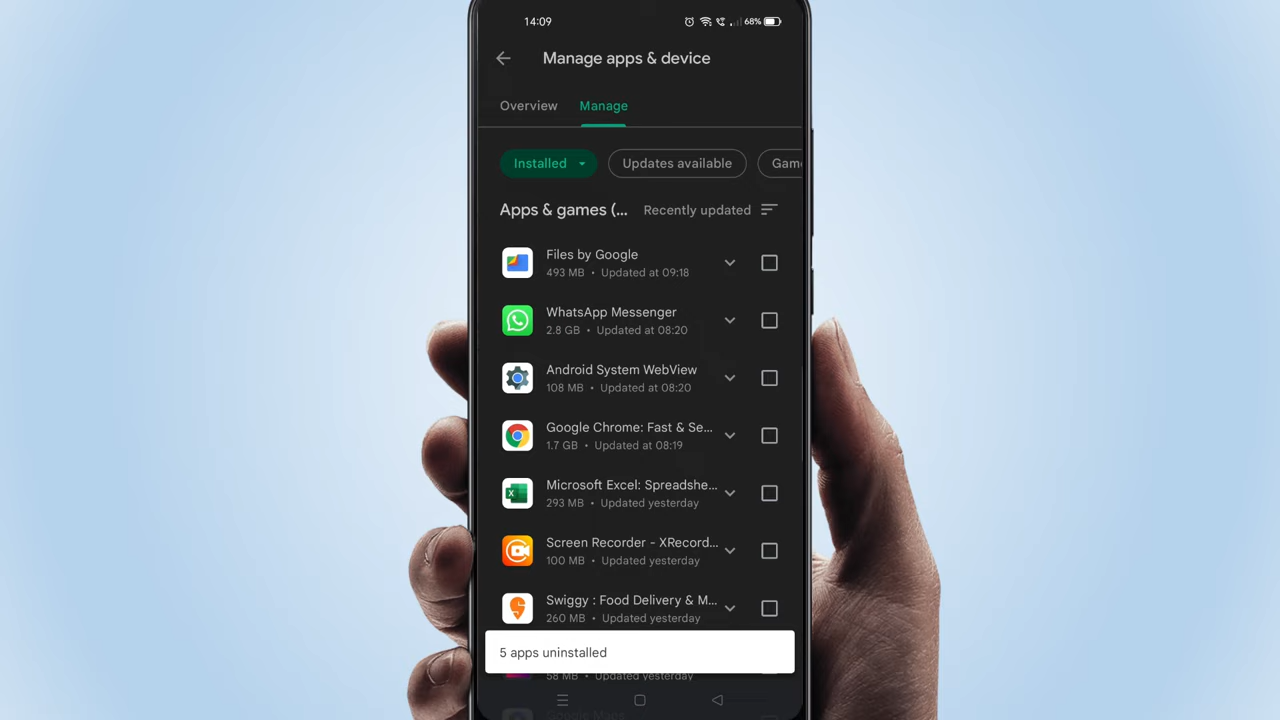 14:09
68%
Manage apps & device
Overview Manage
Installed Updates available Gam
Apps & games (... Recently updated
Files by Google
493 MB • Updated at 09:18
WhatsApp Messenger
2.8 GB • Updated at 08:20
Android System WebView
108 MB • Updated at 08:20
Google Chrome: Fast & Se...
1.7 GB • Updated at 08:19
Microsoft Excel: Spreadshe...
293 MB • Updated yesterday
Screen Recorder - XRecord...
100 MB • Updated yesterday
Swiggy : Food Delivery & M...
260 MB • Updated yesterday
5 apps uninstalled
58 MB • Updated yesterday
Google Maps